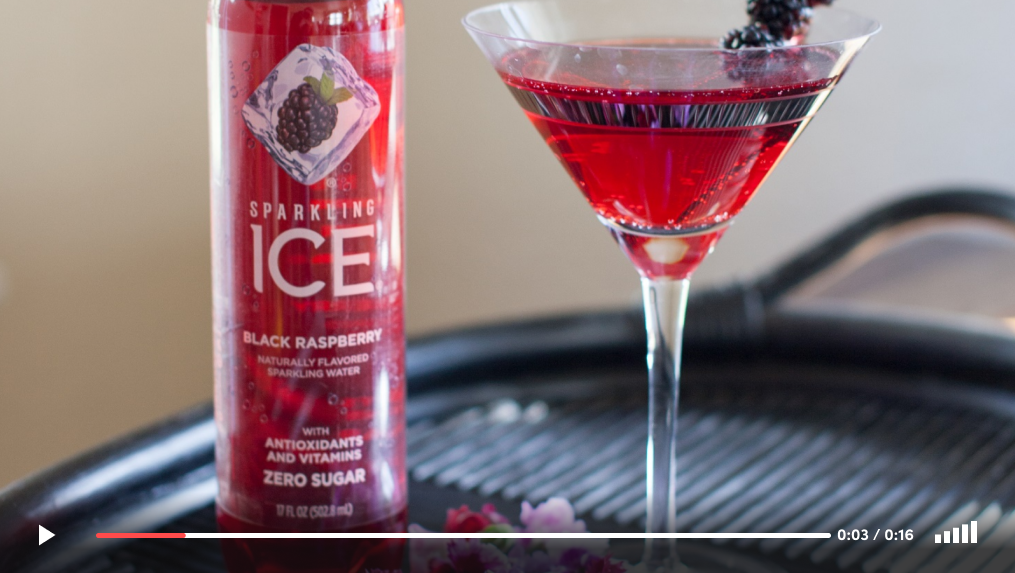 SPARKLING
ICE
BLACK RASPBERRY
NATURALLY FLAVORED
SPARKLING WATER
WITH
ANTIOXIDANTS
AND VITAMINS
ZERO SUGAR
17 FL OZ (502.8 mL)
0:03 / 0:16